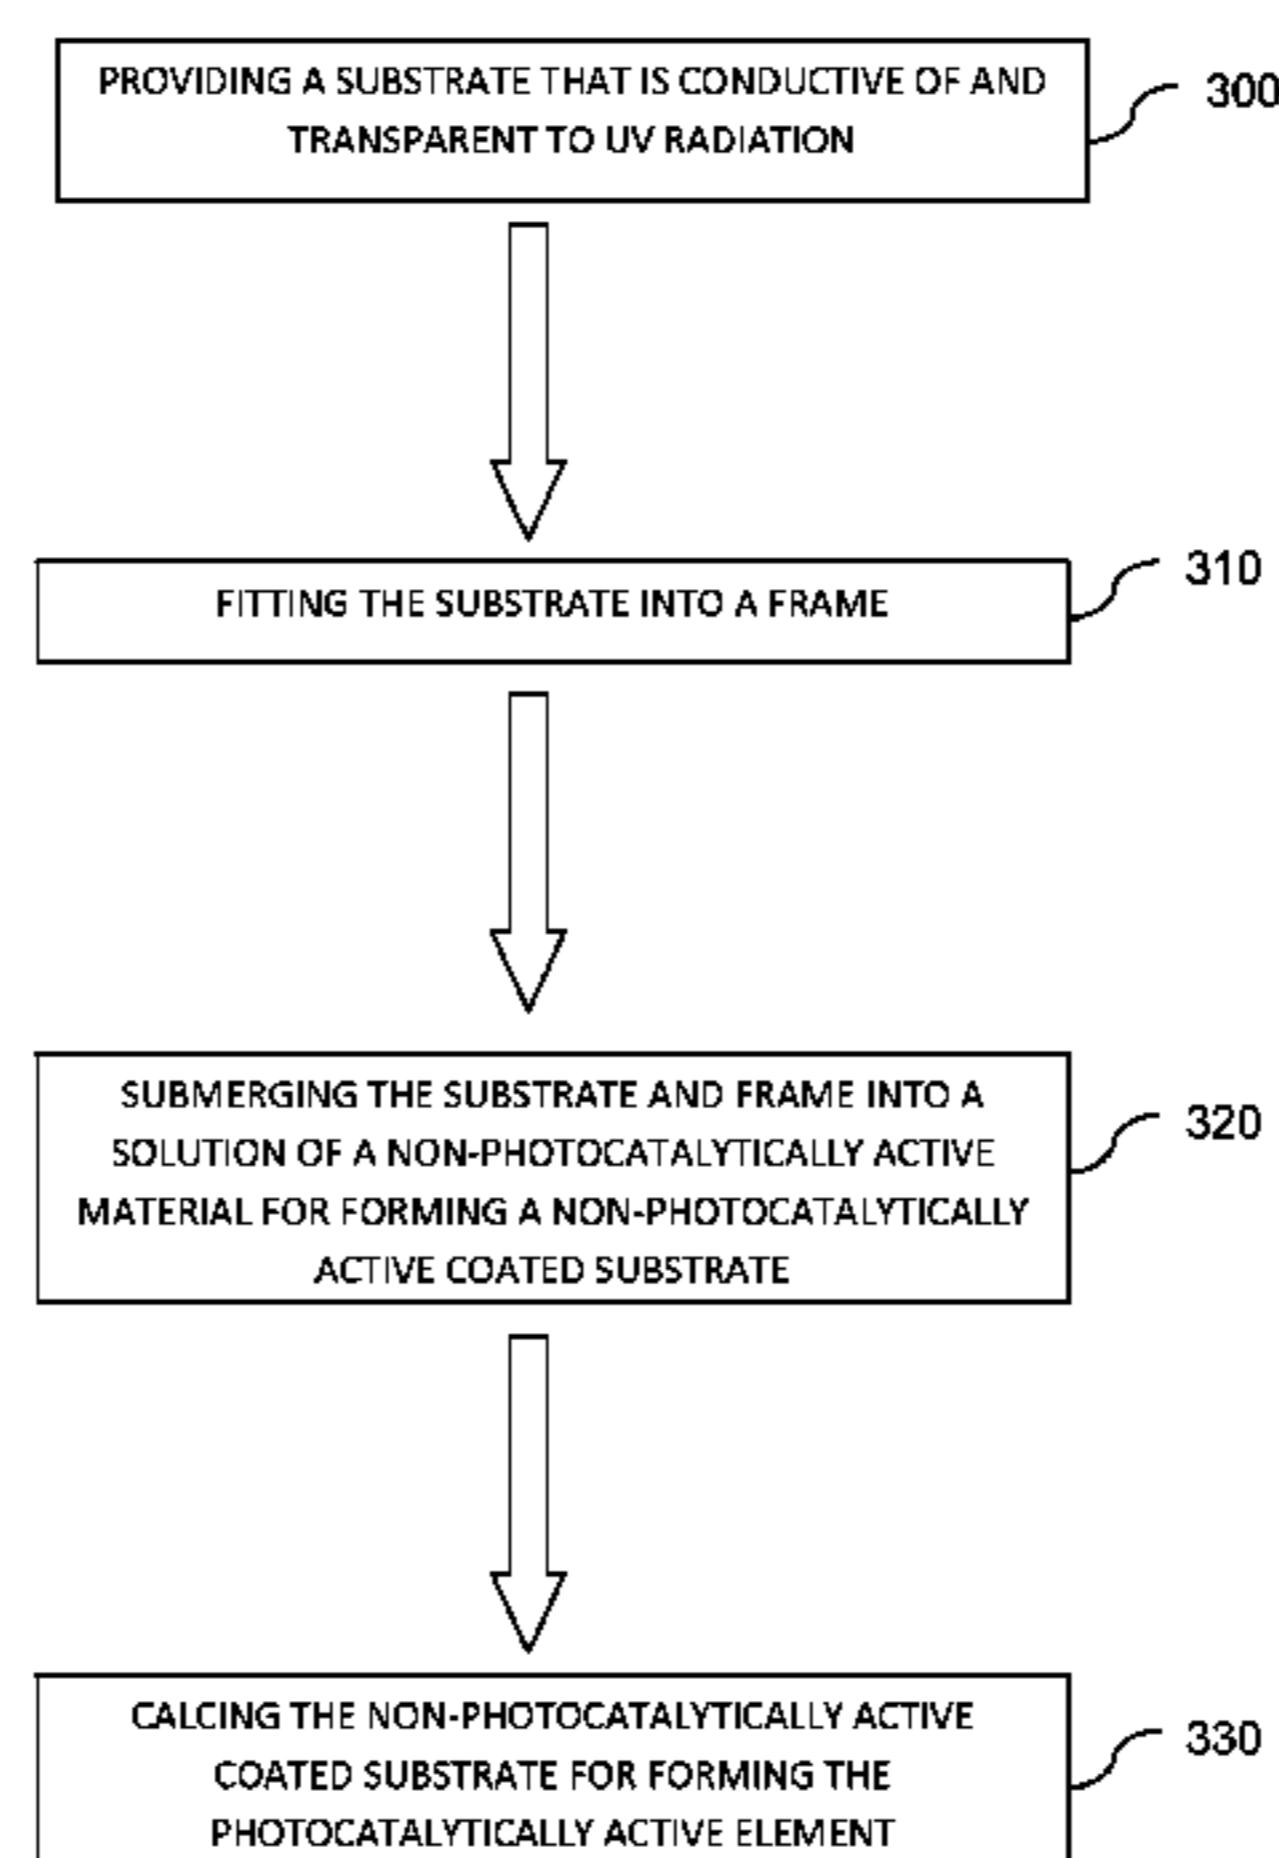 PROVIDING A SUBSTRATE THAT IS CONDUCTIVE OF AND
TRANSPARENT TO UV RADIATION
300
FITTING THE SUBSTRATE INTO A FRAME
310
SUBMERGING THE SUBSTRATE AND FRAME INTO A
SOLUTION OF A NON-PHOTOCATALYTICALLY ACTIVE
MATERIAL FOR FORMING A NON-PHOTOCATALYTICALLY
ACTIVE COATED SUBSTRATE
320
CALCING THE NON-PHOTOCATALYTICALLY ACTIVE
COATED SUBSTRATE FOR FORMING THE
PHOTOCATALYTICALLY ACTIVE ELEMENT
330